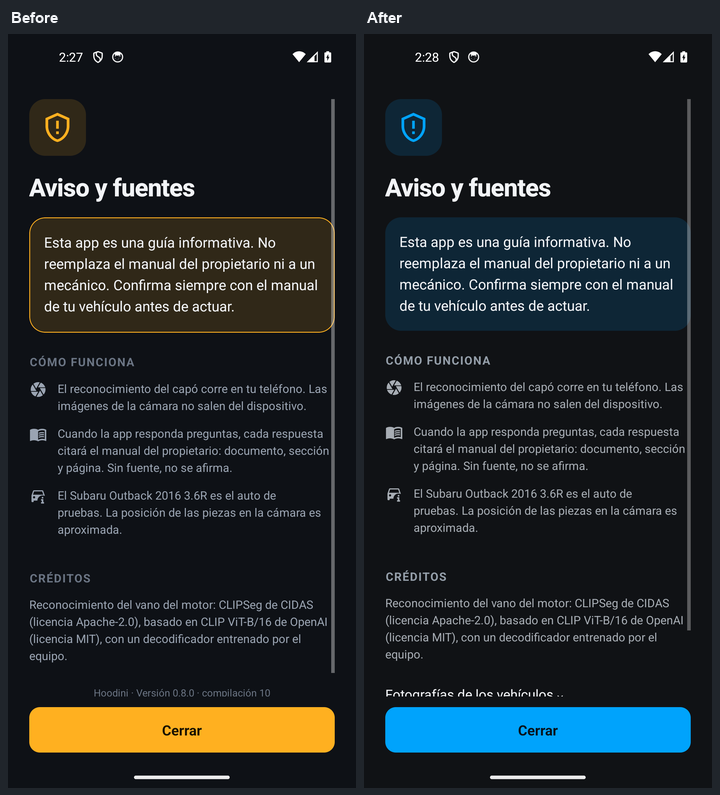 Before
2:27
Aviso y fuentes
Esta app es una guía informativa. No
reemplaza el manual del propietario ni a un
mecánico. Confirma siempre con el manual
de tu vehículo antes de actuar.
CÓMO FUNCIONA
El reconocimiento del capó corre en tu teléfono. Las
imágenes de la cámara no salen del dispositivo.
Cuando la app responda preguntas, cada respuesta
citará el manual del propietario: documento, sección
y página. Sin fuente, no se afirma.
El Subaru Outback 2016 3.6R es el auto de
pruebas. La posición de las piezas en la cámara es
aproximada.
CRÉDITOS
Reconocimiento del vano del motor: CLIPSeg de CIDAS
(licencia Apache-2.0), basado en CLIP ViT-B/16 de OpenAI
(licencia MIT), con un decodificador entrenado por el
equipo.
Houdini · Versión 0.8.0 · compilación 10
Cerrar
After
2:28
Aviso y fuentes
Esta app es una guía informativa. No
reemplaza el manual del propietario ni a un
mecánico. Confirma siempre con el manual
de tu vehículo antes de actuar.
CÓMO FUNCIONA
El reconocimiento del capó corre en tu teléfono. Las
imágenes de la cámara no salen del dispositivo.
Cuando la app responda preguntas, cada respuesta
citará el manual del propietario: documento, sección
y página. Sin fuente, no se afirma.
El Subaru Outback 2016 3.6R es el auto de
pruebas. La posición de las piezas en la cámara es
aproximada.
CRÉDITOS
Reconocimiento del vano del motor: CLIPSeg de CIDAS
(licencia Apache-2.0), basado en CLIP ViT-B/16 de OpenAI
(licencia MIT), con un decodificador entrenado por el
equipo.
Fotografías de los vehículos
Cerrar